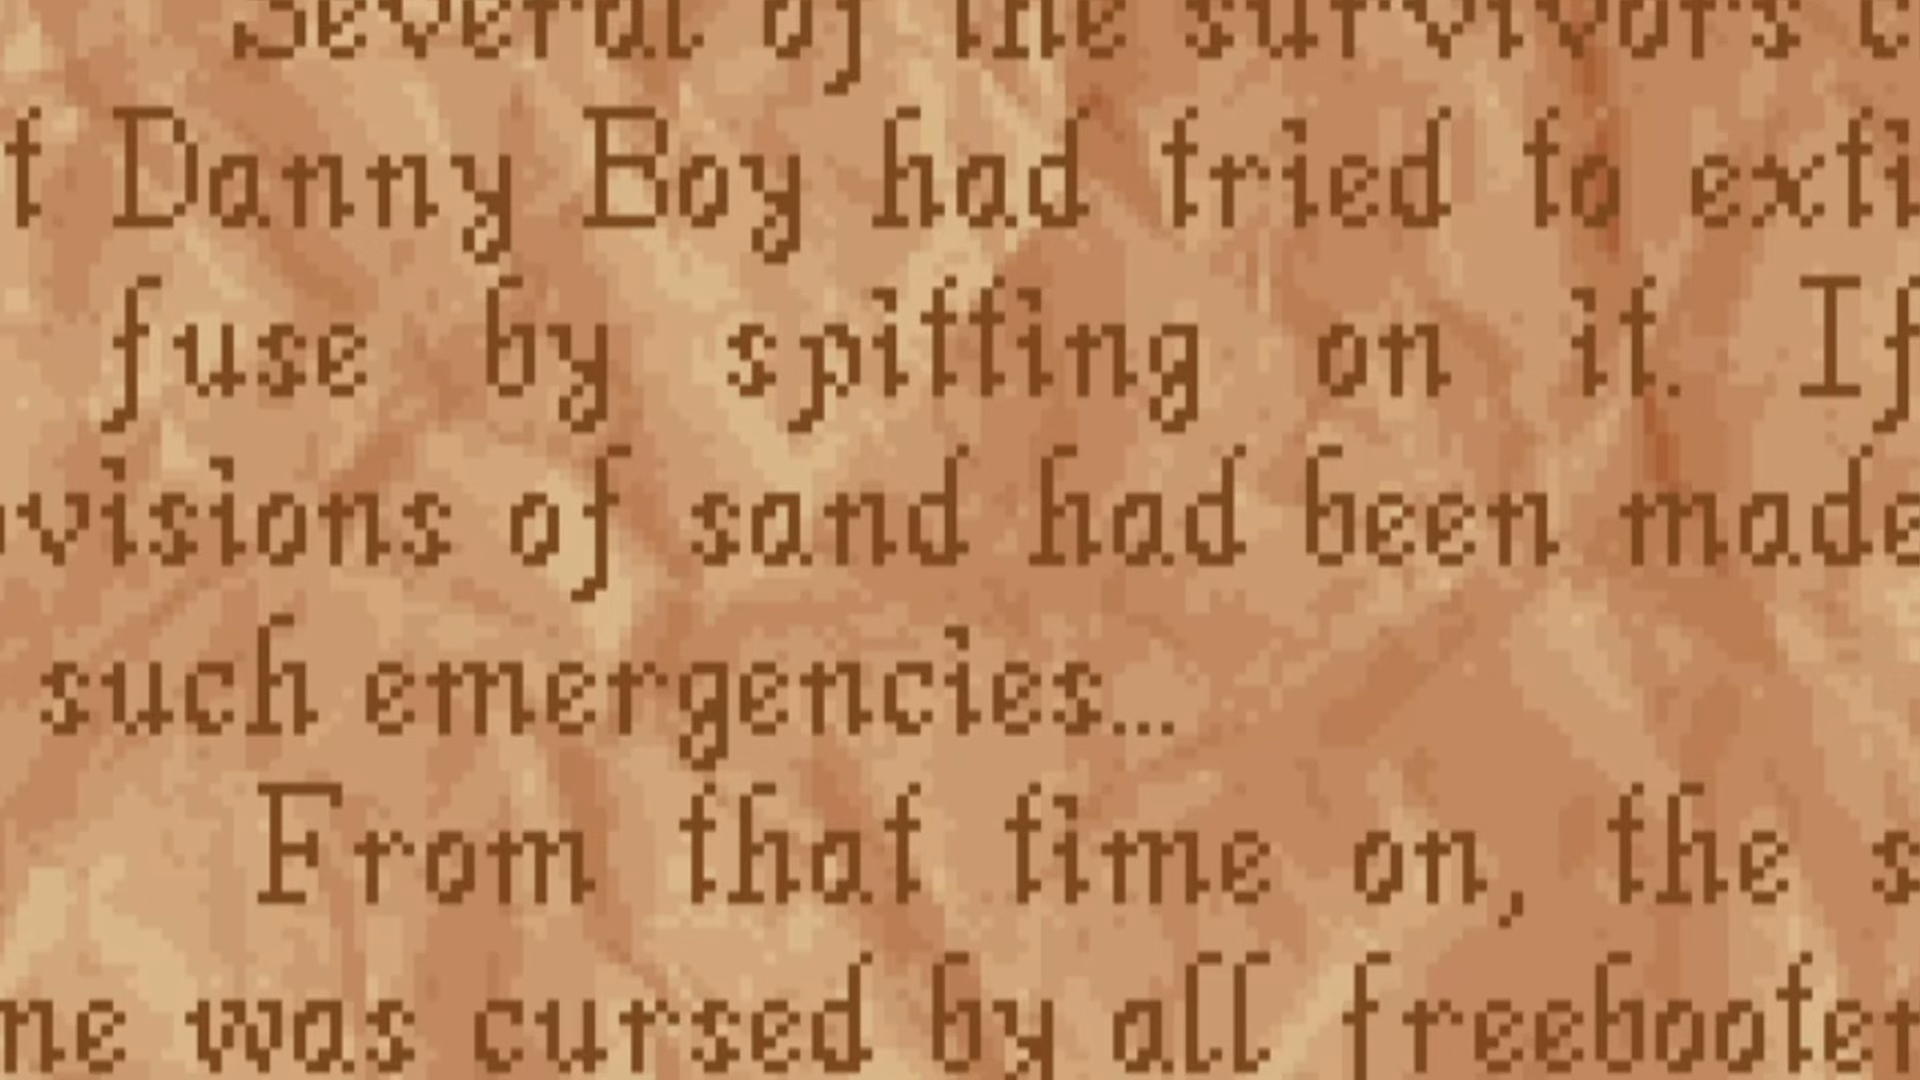 Several of the survivors
Danny Boy had tried to
fuse by spitting on it. If
of sand had been made
such emergencies...
From that time on, the
was cursed by all